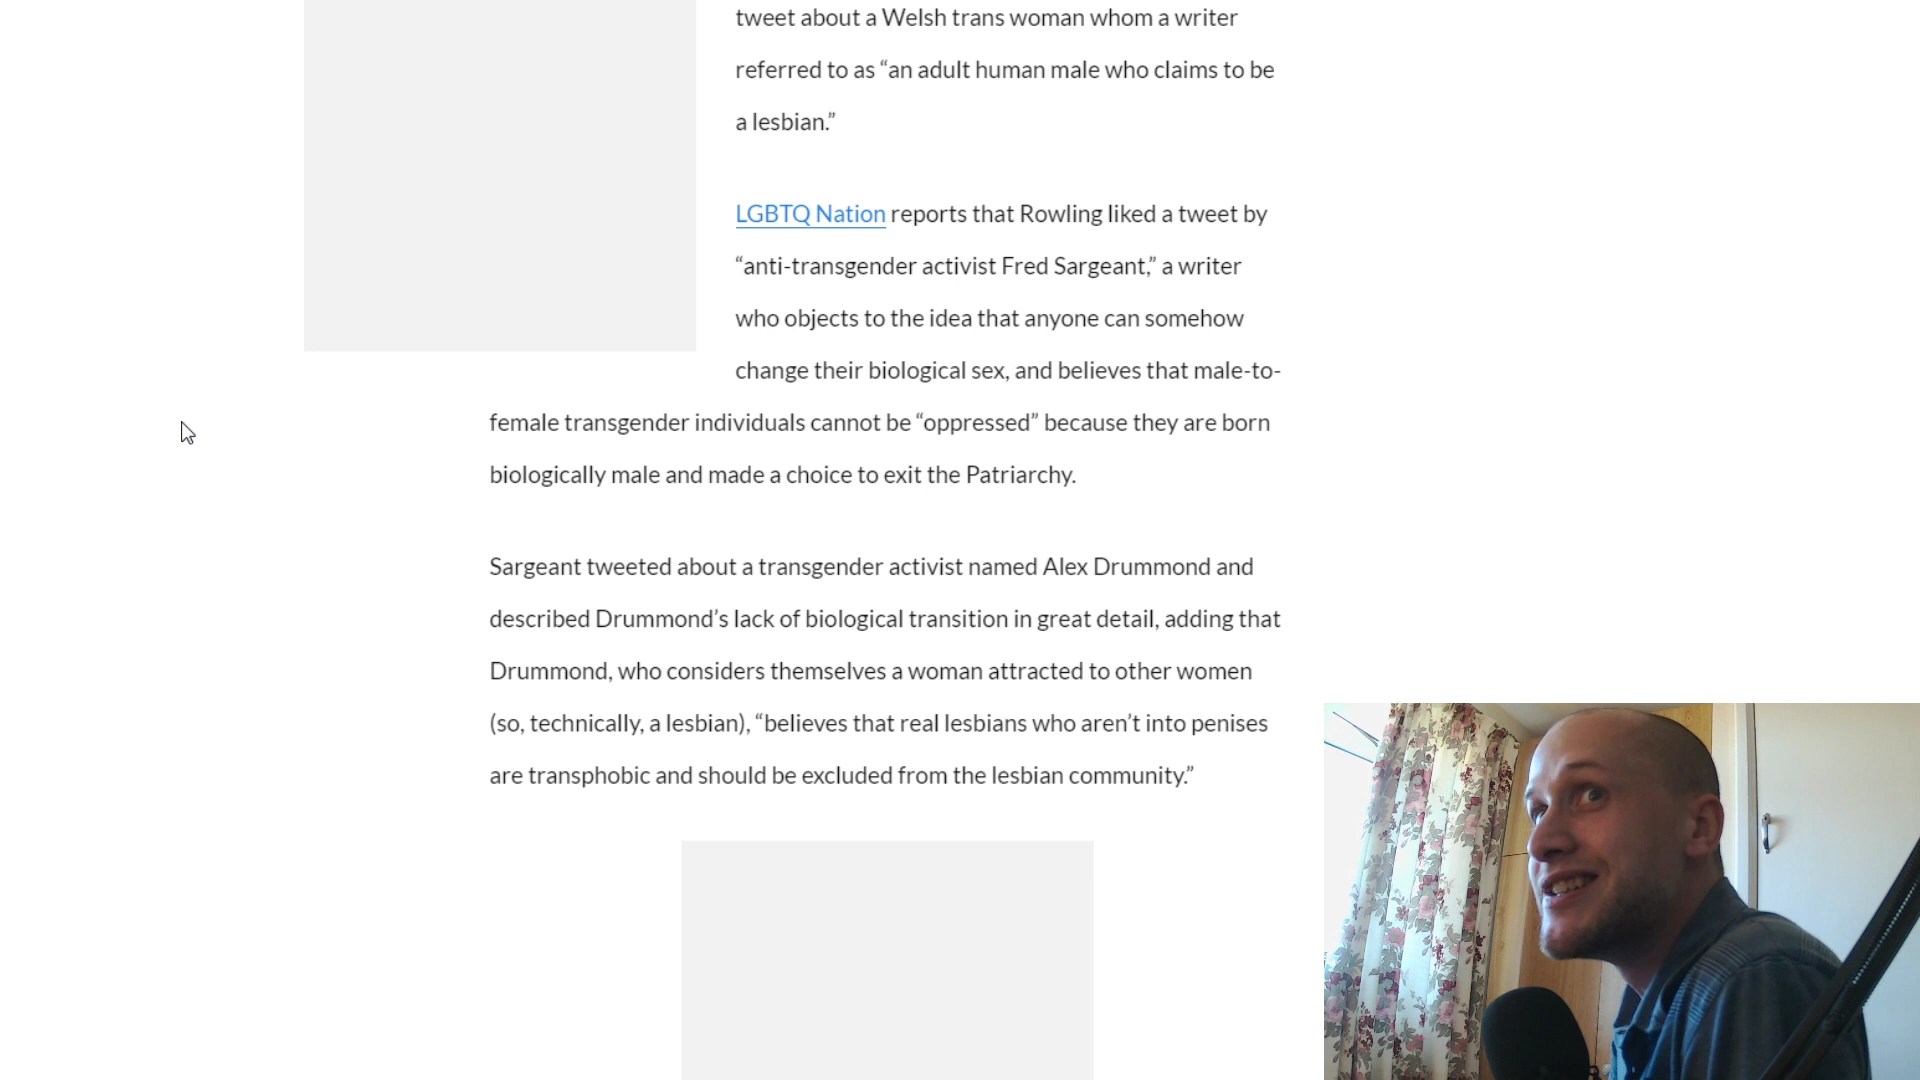 tweet about a Welsh trans woman whom a writer
referred to as “an adult human male who claims to be
a lesbian.”
LGBTQ Nation reports that Rowling liked a tweet by
“anti-transgender activist Fred Sargeant,” a writer
who objects to the idea that anyone can somehow
change their biological sex, and believes that male-to-
female transgender individuals cannot be “oppressed” because they are born
biologically male and made a choice to exit the Patriarchy.
Sargeant tweeted about a transgender activist named Alex Drummond and
described Drummond’s lack of biological transition in great detail, adding that
Drummond, who considers themselves a woman attracted to other women
(so, technically, a lesbian), “believes that real lesbians who aren’t into penises
are transphobic and should be excluded from the lesbian community.”